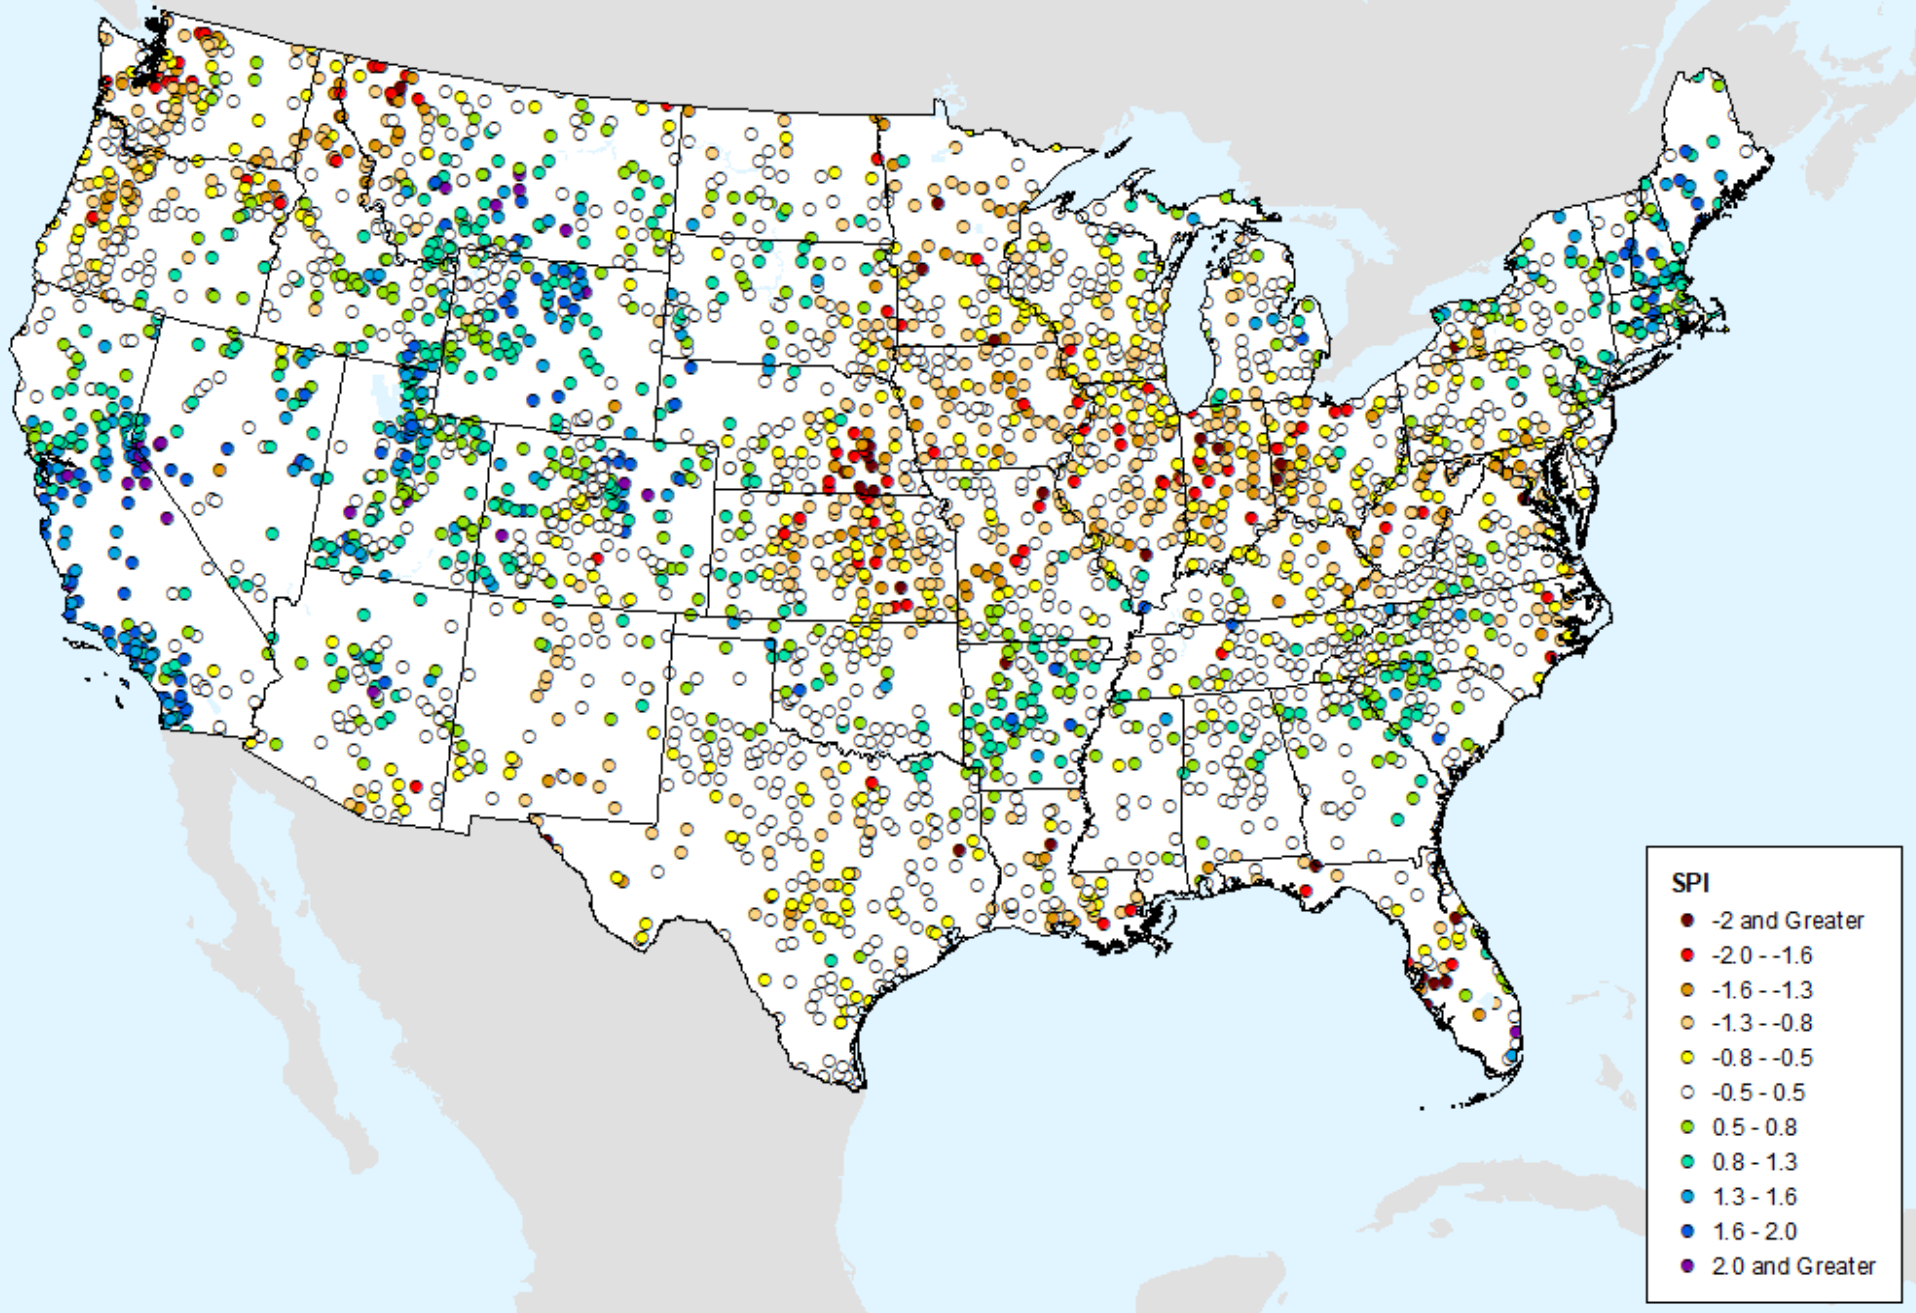 SPI
-2 and Greater
-2.0 - -1.6
-1.6 - -1.3
-1.3 - -0.8
-0.8 - -0.5
-0.5 - 0.5
0.5 - 0.8
0.8 - 1.3
1.3 - 1.6
1.6 - 2.0
2.0 and Greater